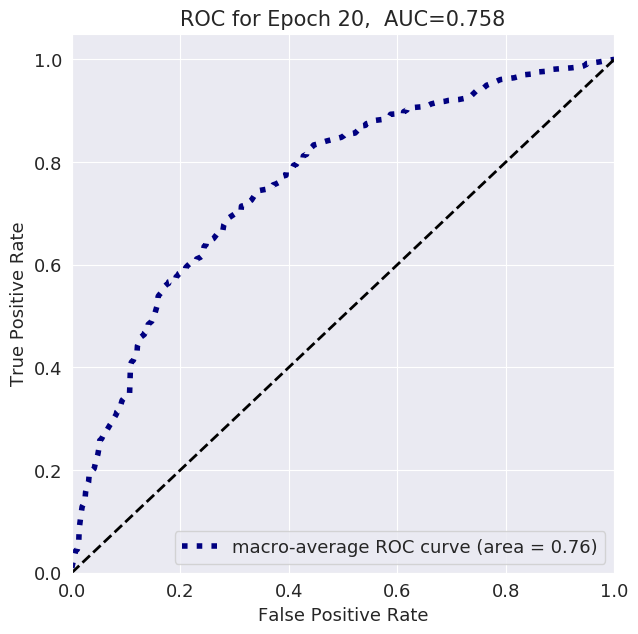 ROC for Epoch 20,  AUC=0.758
True Positive Rate
1.0
0.8
0.6
0.4
0.2
0.0
macro-average ROC curve (area = 0.76)
0.0 0.2 0.4 0.6 0.8 1.0
False Positive Rate